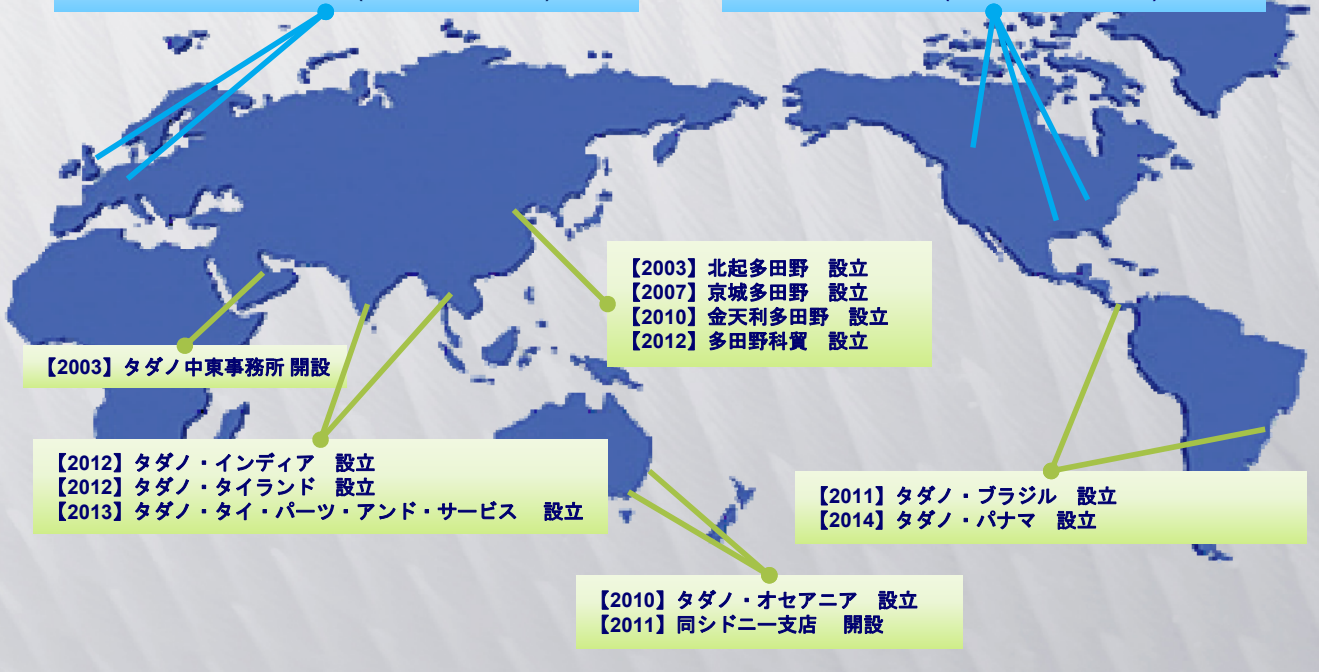 【2003】北起多田野　設立
【2007】京城多田野　設立
【2010】金天利多田野　設立
【2012】多田野科貿　設立
【2003】タダノ中東事務所 開設
【2012】タダノ・インディア　設立
【2012】タダノ・タイランド　設立
【2013】タダノ・タイ・パーツ・アンド・サービス　設立
【2011】タダノ・ブラジル　設立
【2014】タダノ・パナマ　設立
【2010】タダノ・オセアニア　設立
【2011】同シドニー支店　開設